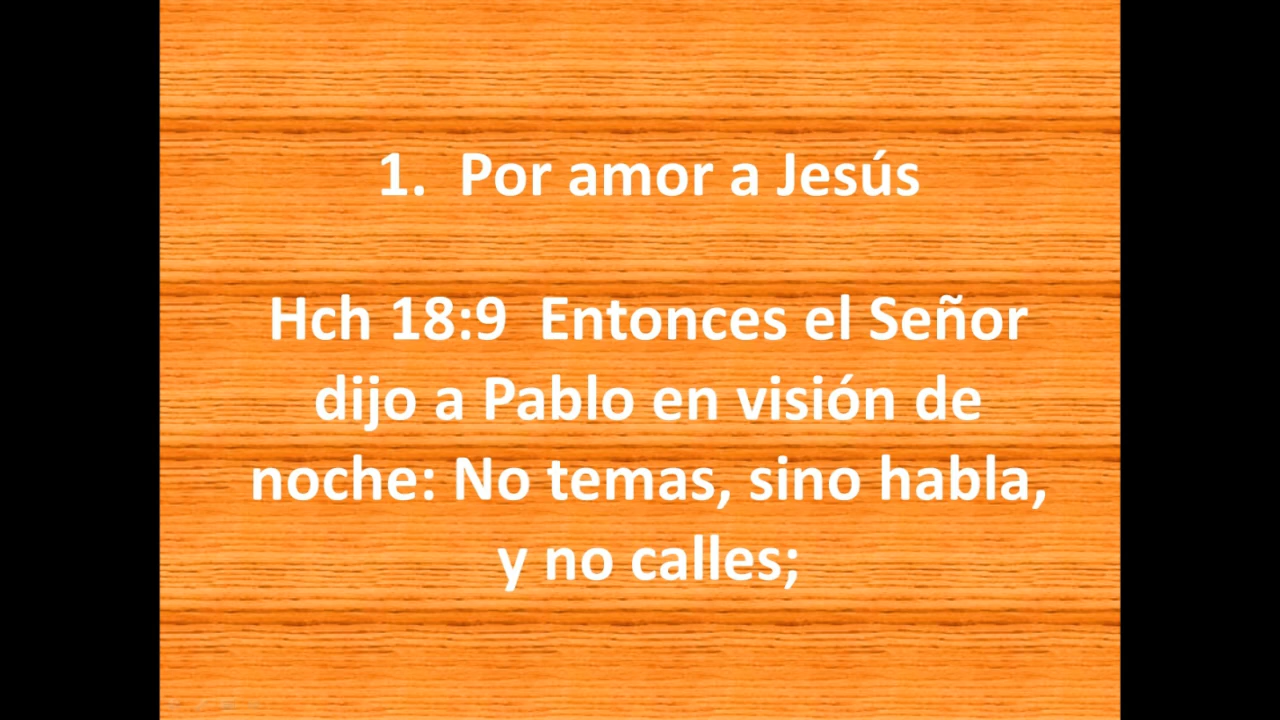 1.  Por amor a Jesús
Hch 18:9  Entonces el Señor
dijo a Pablo en visión de
noche: No temas, sino habla,
y no calles;